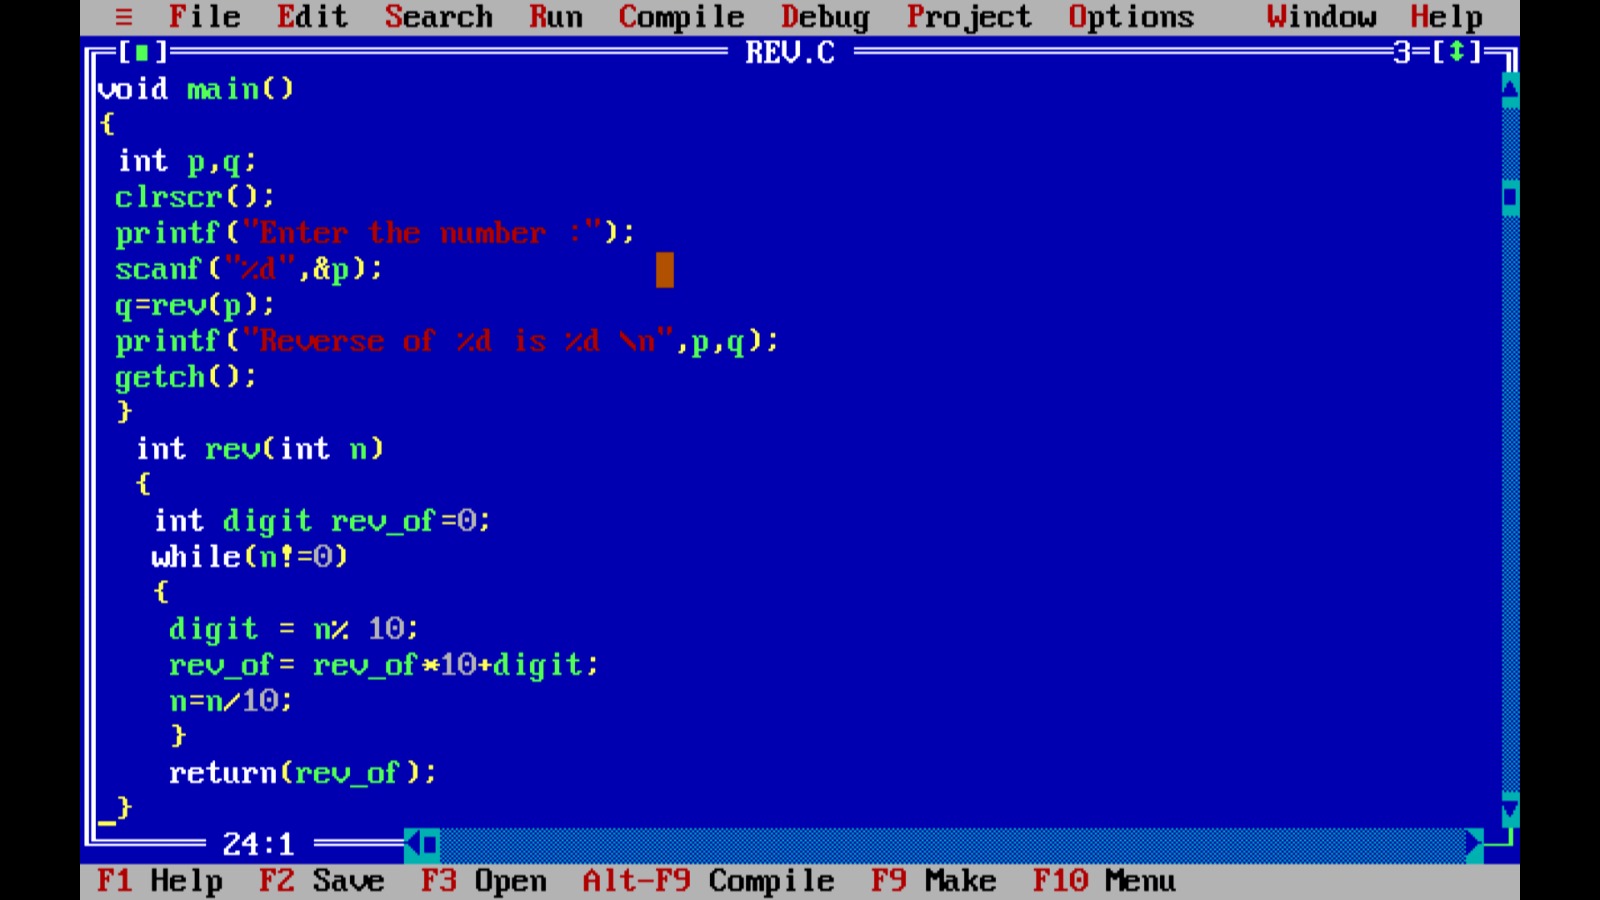 ≡ File Edit Search Run Compile Debug Project Options Window Help
[■] REV.C 3=[↕]
void main()
{
int p,q;
clrscr();
printf("Enter the number :");
scanf("%d",&p);
q=rev(p);
printf("Reverse of %d is %d \n",p,q);
getch();
}
int rev(int n)
{
int digit rev_of=0;
while(n!=0)
{
digit = n% 10;
rev_of= rev_of*10+digit;
n=n/10;
}
return(rev_of);
}
24:1
F1 Help F2 Save F3 Open Alt-F9 Compile F9 Make F10 Menu